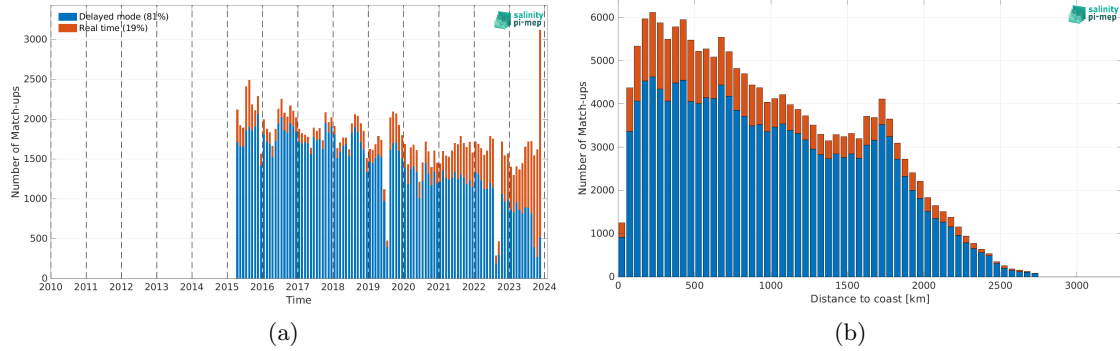 Delayed mode (81%)
Real time (19%)
salinity
pi-mep
Number of Match-ups
3000
2500
2000
1500
1000
500
0
2010 2011 2012 2013 2014 2015 2016 2017 2018 2019 2020 2021 2022 2023 2024
Time
(a)
salinity
pi-mep
Number of Match-ups
6000
5000
4000
3000
2000
1000
0
0 500 1000 1500 2000 2500 3000
Distance to coast [km]
(b)